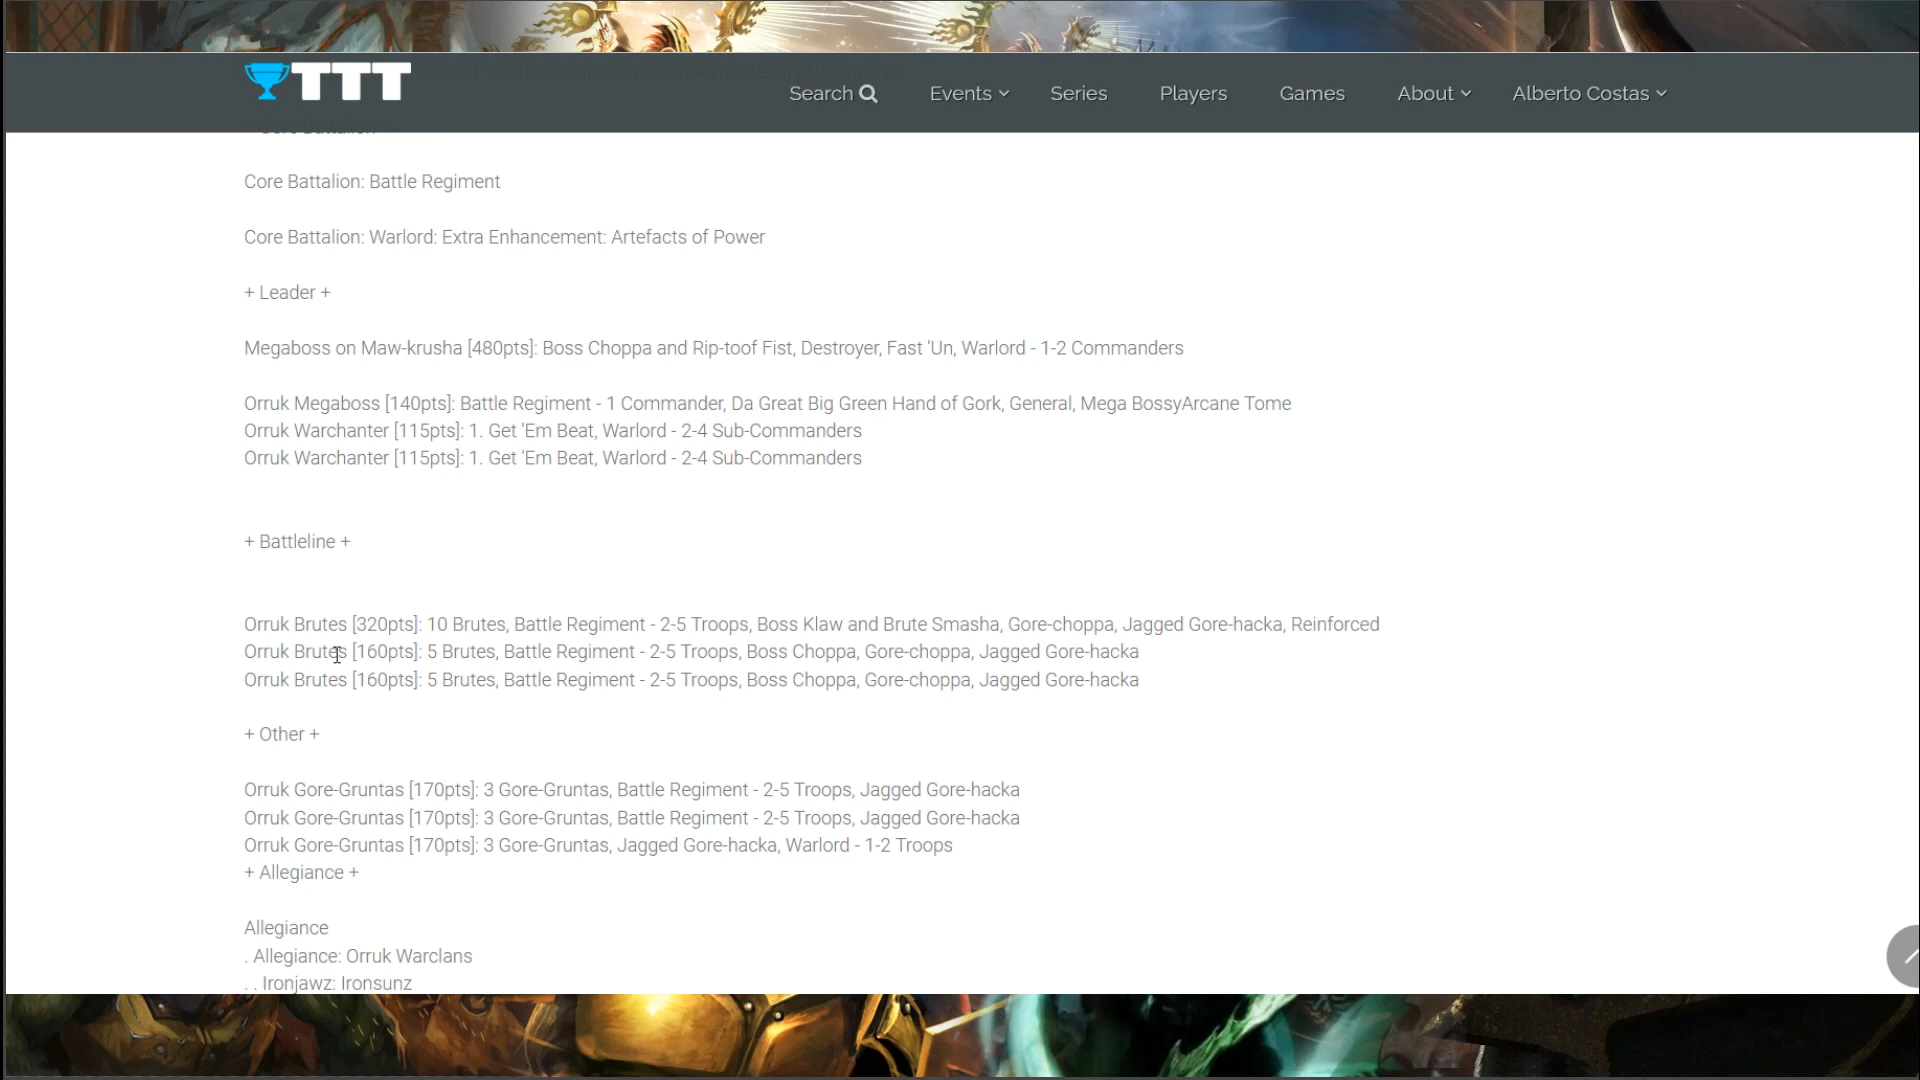 TTT
Search
Events
Series
Players
Games
About
Alberto Costas
Core Battalion: Battle Regiment
Core Battalion: Warlord: Extra Enhancement: Artefacts of Power
+ Leader +
Megaboss on Maw-krusha [480pts]: Boss Choppa and Rip-toof Fist, Destroyer, Fast 'Un, Warlord - 1-2 Commanders
Orruk Megaboss [140pts]: Battle Regiment - 1 Commander, Da Great Big Green Hand of Gork, General, Mega BossyArcane Tome
Orruk Warchanter [115pts]: 1. Get 'Em Beat, Warlord - 2-4 Sub-Commanders
Orruk Warchanter [115pts]: 1. Get 'Em Beat, Warlord - 2-4 Sub-Commanders
+ Battleline +
Orruk Brutes [320pts]: 10 Brutes, Battle Regiment - 2-5 Troops, Boss Klaw and Brute Smasha, Gore-choppa, Jagged Gore-hacka, Reinforced
Orruk Brutes [160pts]: 5 Brutes, Battle Regiment - 2-5 Troops, Boss Choppa, Gore-choppa, Jagged Gore-hacka
Orruk Brutes [160pts]: 5 Brutes, Battle Regiment - 2-5 Troops, Boss Choppa, Gore-choppa, Jagged Gore-hacka
+ Other +
Orruk Gore-Gruntas [170pts]: 3 Gore-Gruntas, Battle Regiment - 2-5 Troops, Jagged Gore-hacka
Orruk Gore-Gruntas [170pts]: 3 Gore-Gruntas, Battle Regiment - 2-5 Troops, Jagged Gore-hacka
Orruk Gore-Gruntas [170pts]: 3 Gore-Gruntas, Jagged Gore-hacka, Warlord - 1-2 Troops
+ Allegiance +
Allegiance
. Allegiance: Orruk Warclans
. . Ironjawz: Ironsunz